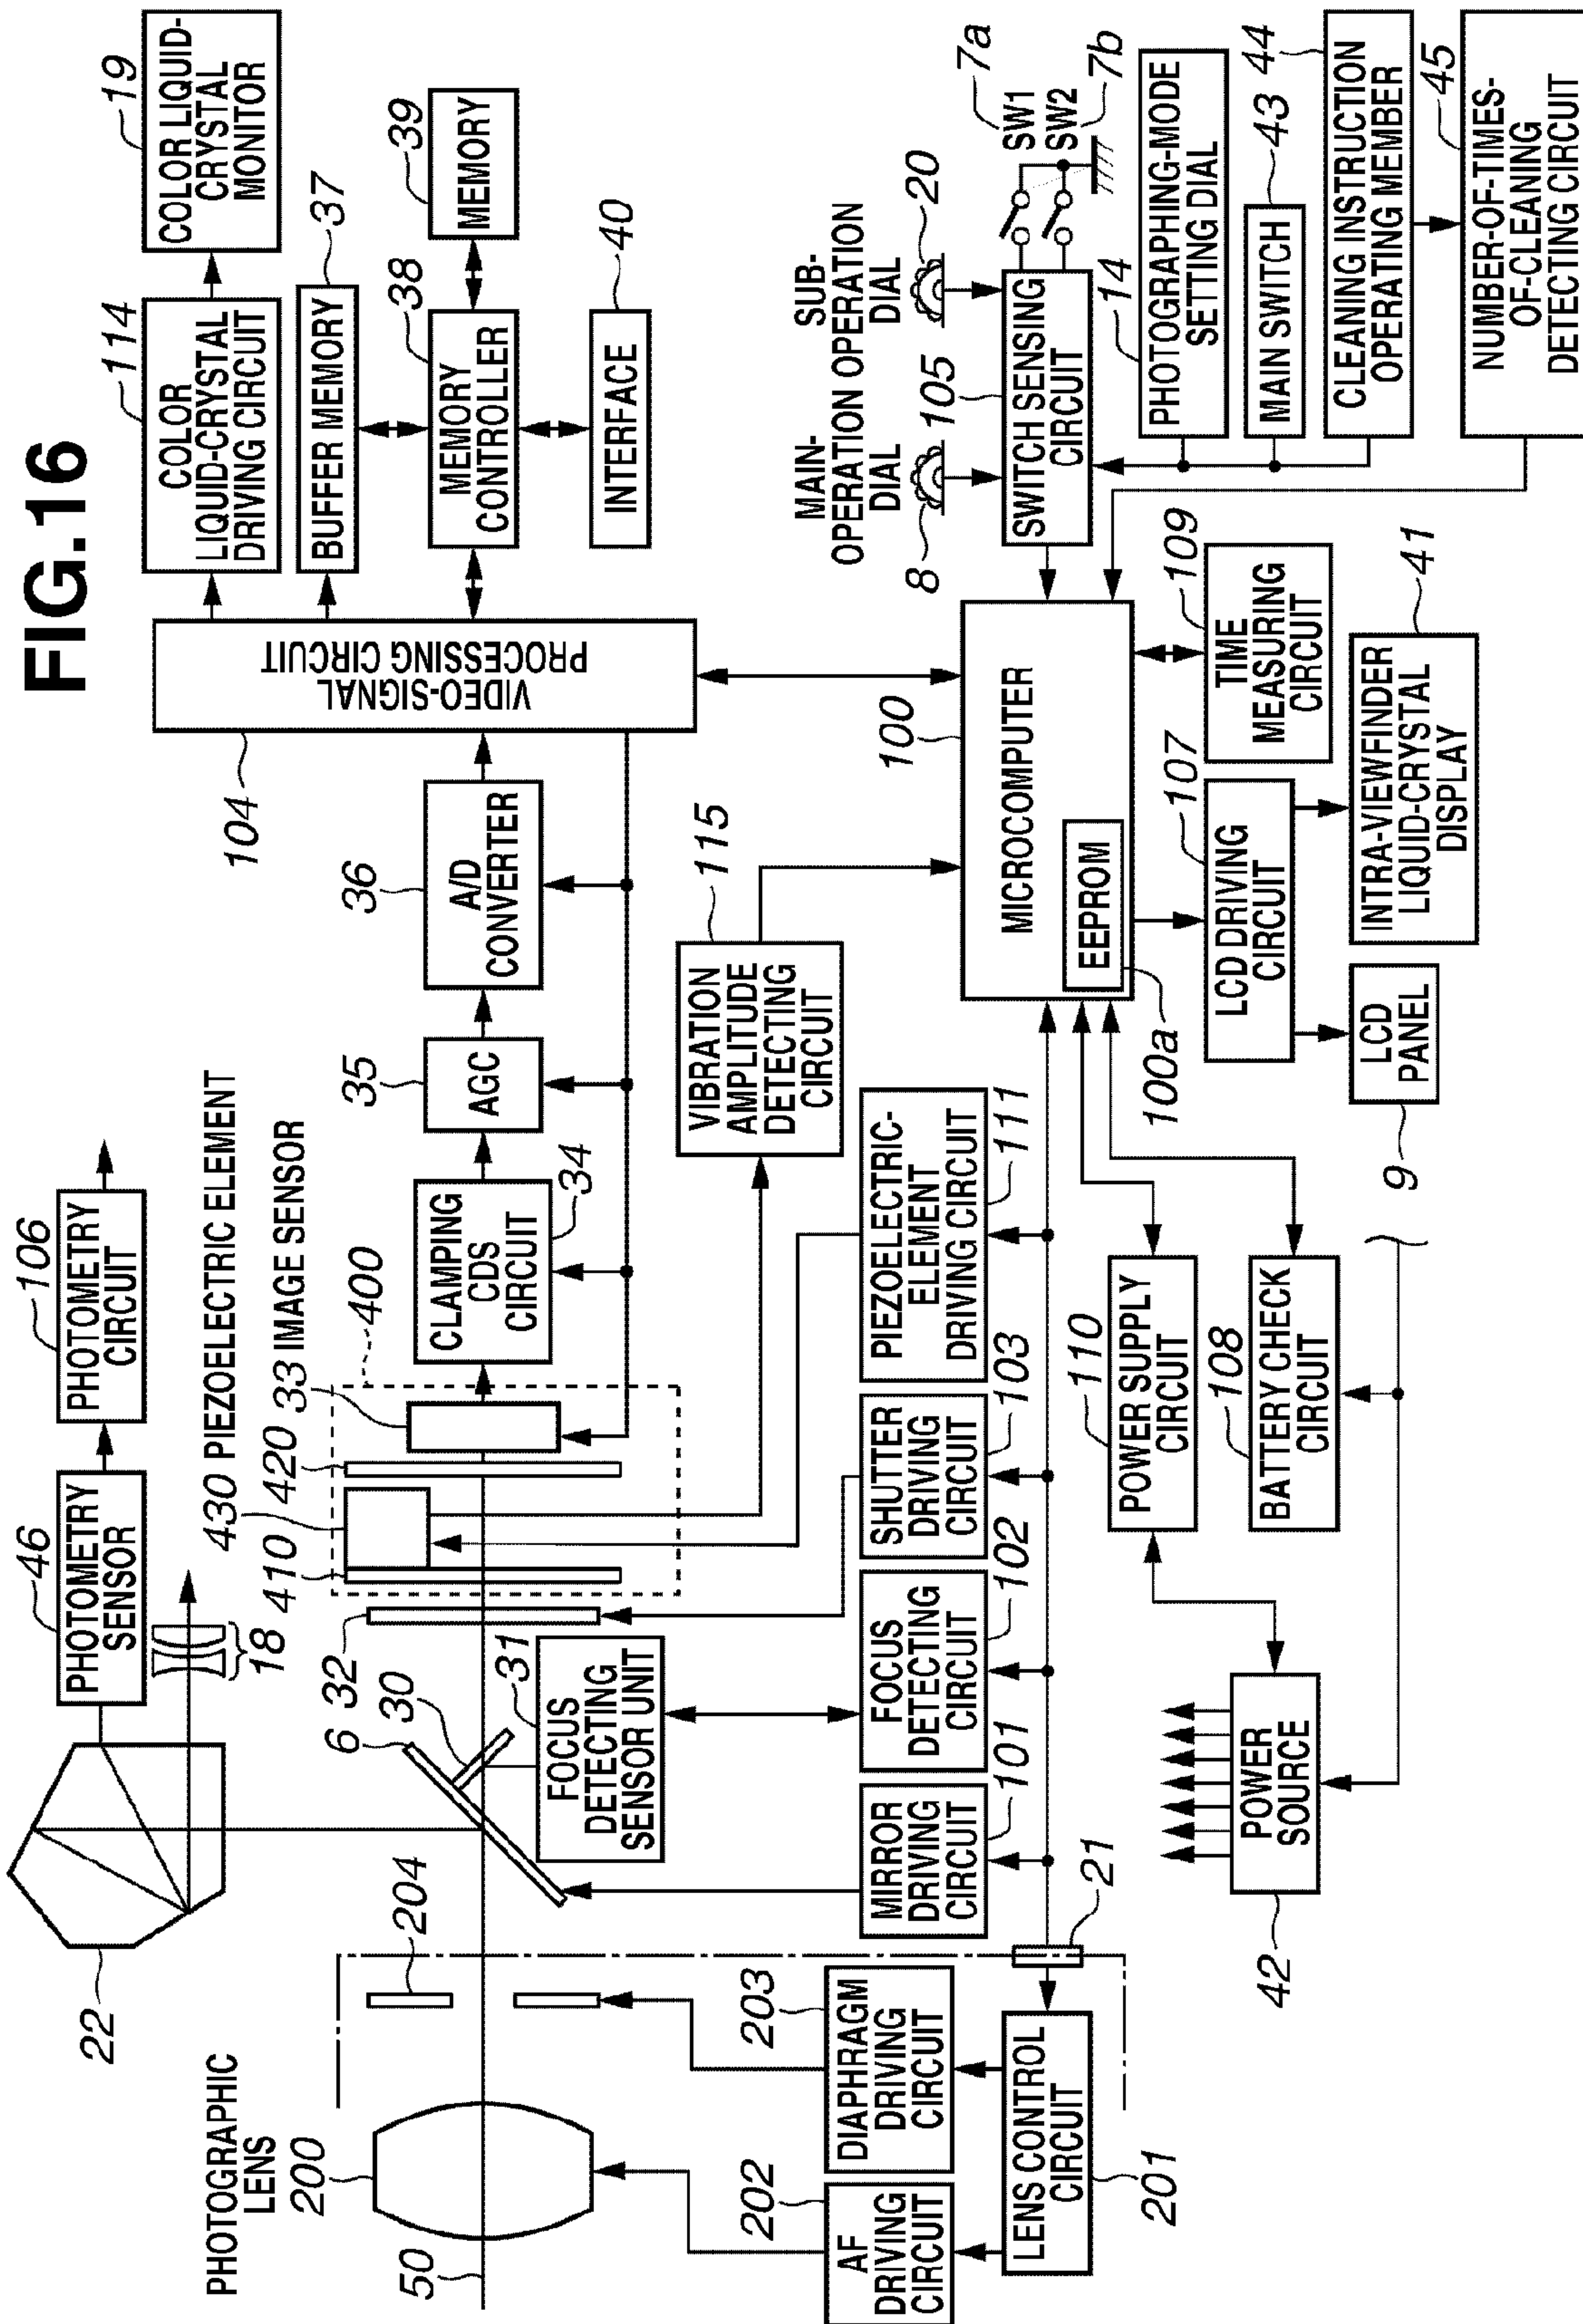 FIG.16
PHOTOGRAPHIC
LENS
200
50
22
204
46
PHOTOMETRY
SENSOR
106
PHOTOMETRY
CIRCUIT
18
6
30
31
FOCUS
DETECTING
SENSOR UNIT
32
410
430 PIEZOELECTRIC ELEMENT
420
33 IMAGE SENSOR
400
CLAMPING
CDS
CIRCUIT
34
35
AGC
36
A/D
CONVERTER
104
VIDEO-SIGNAL
PROCESSING CIRCUIT
114
COLOR
LIQUID-CRYSTAL
DRIVING CIRCUIT
19
COLOR LIQUID-
CRYSTAL
MONITOR
BUFFER MEMORY
37
MEMORY
CONTROLLER
38
MEMORY
39
INTERFACE
40
VIBRATION
AMPLITUDE
DETECTING
CIRCUIT
115
202
AF
DRIVING
CIRCUIT
203
DIAPHRAGM
DRIVING
CIRCUIT
LENS CONTROL
CIRCUIT
201
21
MIRROR
DRIVING
CIRCUIT
101
FOCUS
DETECTING
CIRCUIT
102
SHUTTER
DRIVING
CIRCUIT
103
PIEZOELECTRIC-
ELEMENT
DRIVING CIRCUIT
111
100
MICROCOMPUTER
EEPROM
100a
MAIN-
OPERATION
DIAL
8
SUB-
OPERATION
DIAL
20
105
SWITCH SENSING
CIRCUIT
7a
SW1
SW2
7b
14
PHOTOGRAPHING-MODE
SETTING DIAL
MAIN SWITCH
43
CLEANING INSTRUCTION
OPERATING MEMBER
44
NUMBER-OF-TIMES-
OF-CLEANING
DETECTING CIRCUIT
45
TIME
MEASURING
CIRCUIT
109
LCD DRIVING
CIRCUIT
107
INTRA-VIEWFINDER
LIQUID-CRYSTAL
DISPLAY
41
LCD
PANEL
9
110
POWER SUPPLY
CIRCUIT
108
BATTERY CHECK
CIRCUIT
POWER
SOURCE
42